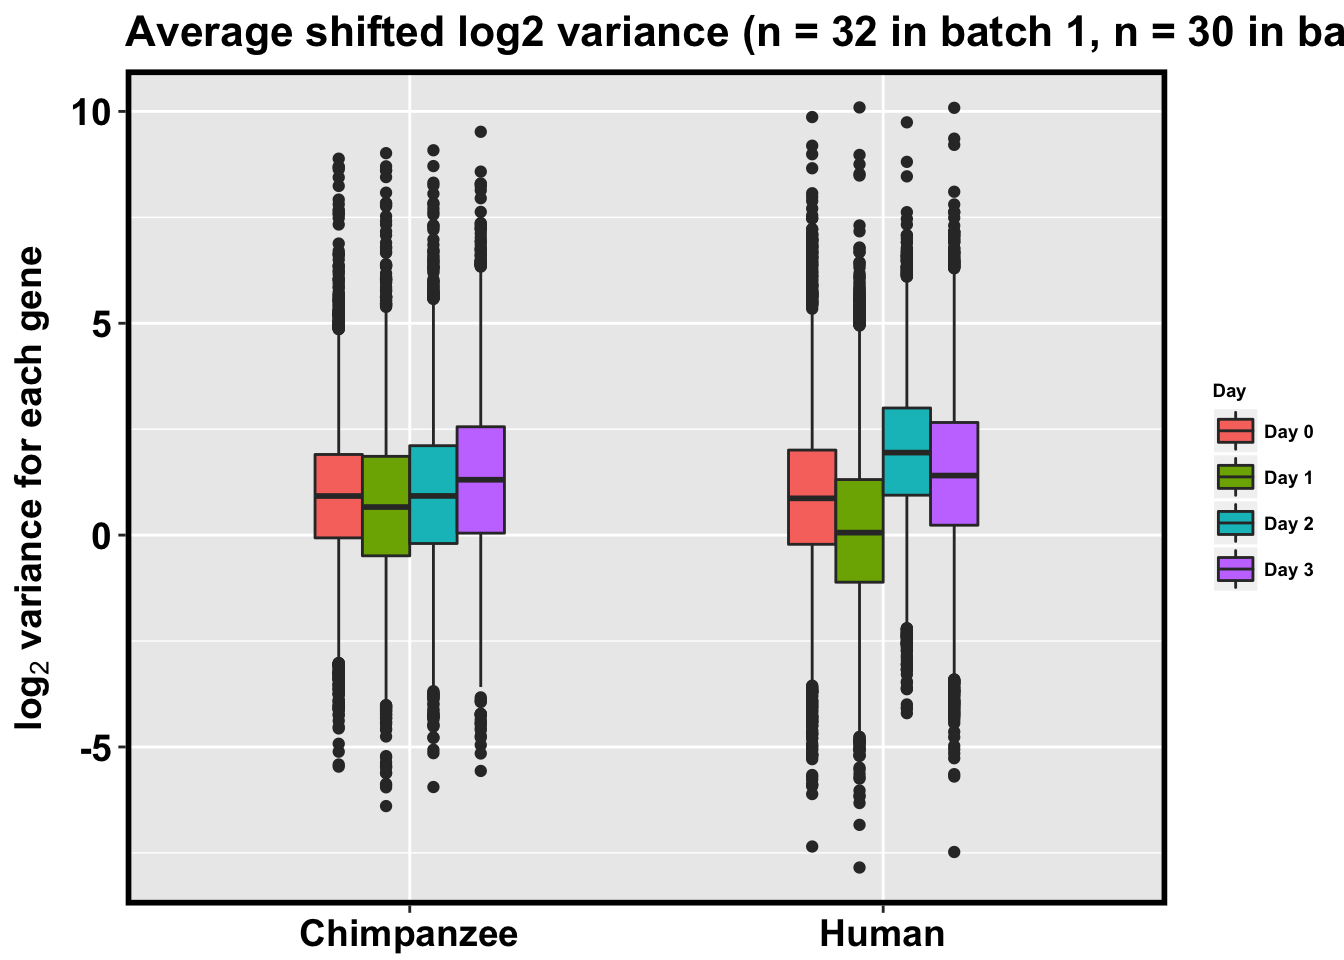 Average shifted log2 variance (n = 32 in batch 1, n = 30 in ba
log2 variance for each gene
10
5
0
-5
Chimpanzee
Human
Day
Day 0
Day 1
Day 2
Day 3